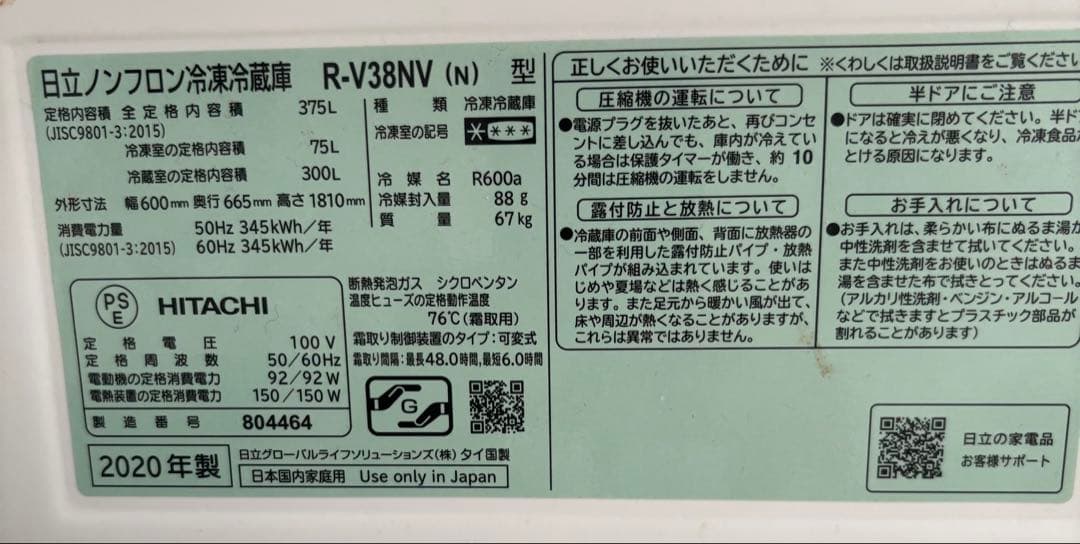 日立ノンフロン冷凍冷蔵庫 R-V38NV (N) 型
定格内容積 全定格内容積 375L
(JISC9801-3:2015)
冷凍室の定格内容積 75L
冷蔵室の定格内容積 300L
外形寸法 幅600mm 奥行665mm 高さ1810mm
消費電力量 50Hz 345kWh/年
(JISC9801-3:2015) 60Hz 345kWh/年
種類 冷凍冷蔵庫
冷凍室の記号
冷媒名 R600a
冷媒封入量 88g
質量 67kg
PS
E
HITACHI
定格電圧 100V
定格周波数 50/60Hz
電動機の定格消費電力 92/92W
電熱装置の定格消費電力 150/150W
製造番号 804464
断熱発泡ガス シクロペンタン
温度ヒューズの定格動作温度
76℃(霜取用)
霜取り制御装置のタイプ:可変式
霜取り間隔:最長48.0時間,最短6.0時間
G
2020年製
日立グローバルライフソリューションズ(株) タイ国製
日本国内家庭用 Use only in Japan
正しくお使いいただくために ※くわしくは取扱説明書をご覧くださ
圧縮機の運転について
●電源プラグを抜いたあと、再びコンセ
ントに差し込んでも、庫内が冷えてい
る場合は保護タイマーが働き、約10
分間は圧縮機の運転をしません。
露付防止と放熱について
●冷蔵庫の前面や側面、背面に放熱器の
一部を利用した露付防止パイプ・放熱
パイプが組み込まれています。使いは
じめや夏場などは熱く感じることがあ
ります。また足元から暖かい風が出て、
床や周辺が熱くなることがありますが、
これらは異常ではありません。
半ドアにご注意
●ドアは確実に閉めてください。半ド
になると冷えが悪くなり、冷凍食品
とける原因になります。
お手入れについて
●お手入れは、柔らかい布にぬるま湯か
中性洗剤を含ませて拭いてください。
また中性洗剤をお使いのときはぬるま
湯を含ませた布で拭きとってください。
(アルカリ性洗剤・ベンジン・アルコール
などで拭きますとプラスチック部品が
割れることがあります)
日立の家電品
お客様サポート